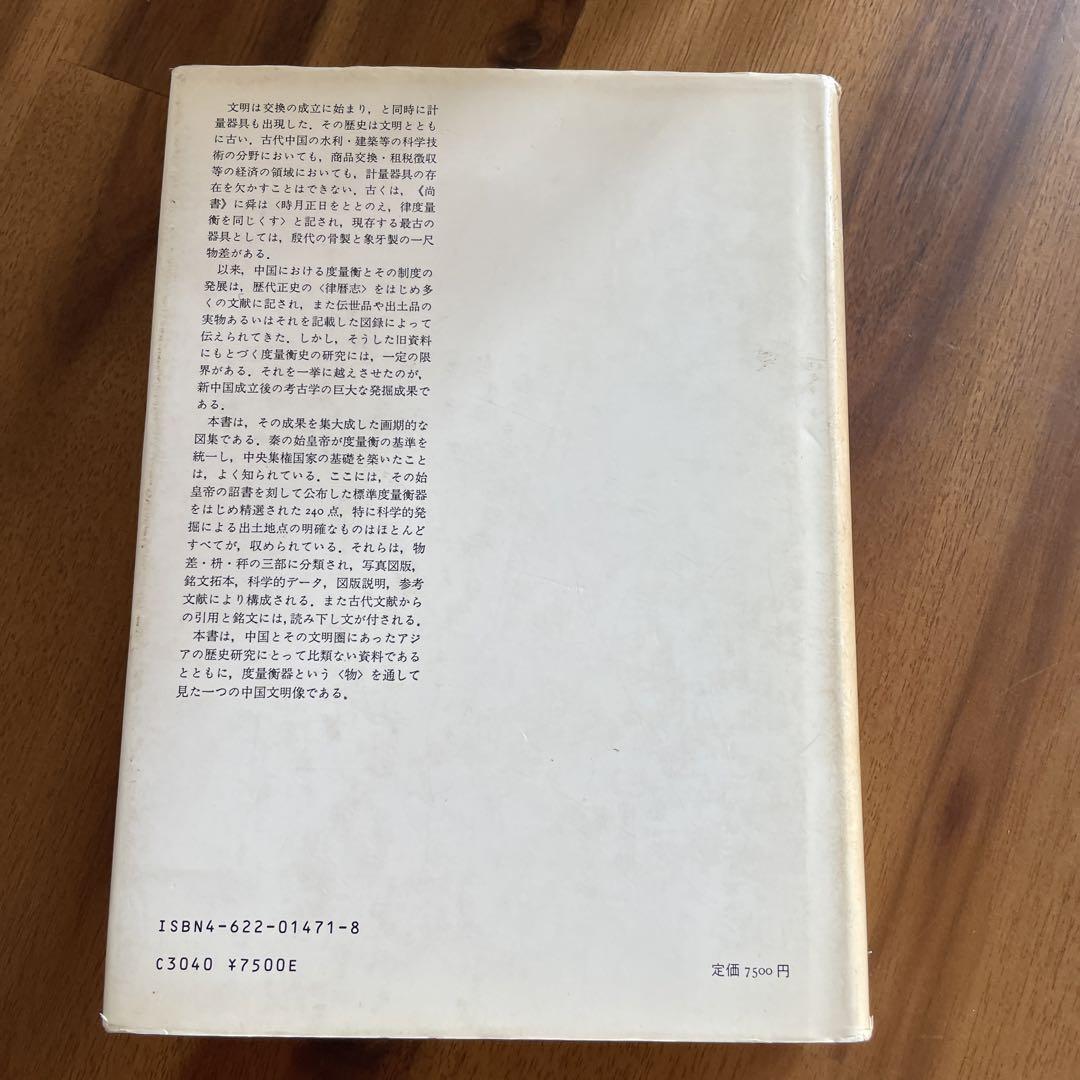 文明は交換の成立に始まり，と同時に計
量器具も出現した．その歴史は文明ととも
に古い．古代中国の水利・建築等の科学技
術の分野においても，商品交換・租税徴収
等の経済の領域においても，計量器具の存
在を欠かすことはできない．古くは，《尚
書》に舜は〈時月正日をととのえ，律度量
衡を同じくす〉と記され，現存する最古の
器具としては，殷代の骨製と象牙製の一尺
物差がある．
以来，中国における度量衡とその制度の
発展は，歴代正史の〈律暦志〉をはじめ多
くの文献に記され，また伝世品や出土品の
実物あるいはそれを記載した図録によって
伝えられてきた．しかし，そうした旧資料
にもとづく度量衡史の研究には，一定の限
界がある．それを一挙に越えさせたのが，
新中国成立後の考古学の巨大な発掘成果で
ある．
本書は，その成果を集大成した画期的な
図集である．秦の始皇帝が度量衡の基準を
統一し，中央集権国家の基礎を築いたこと
は，よく知られている．ここには，その始
皇帝の詔書を刻して公布した標準度量衡器
をはじめ精選された240点，特に科学的発
掘による出土地点の明確なものはほとんど
すべてが，収められている．それらは，物
差・枡・秤の三部に分類され，写真図版，
銘文拓本，科学的データ，図版説明，参考
文献により構成される．また古代文献から
の引用と銘文には，読み下し文が付される．
本書は，中国とその文明圏にあったアジ
アの歴史研究にとって比類ない資料である
とともに，度量衡器という〈物〉を通して
見た一つの中国文明像である．
ISBN4-622-01471-8
C3040 ¥7500E
定価 7500 円